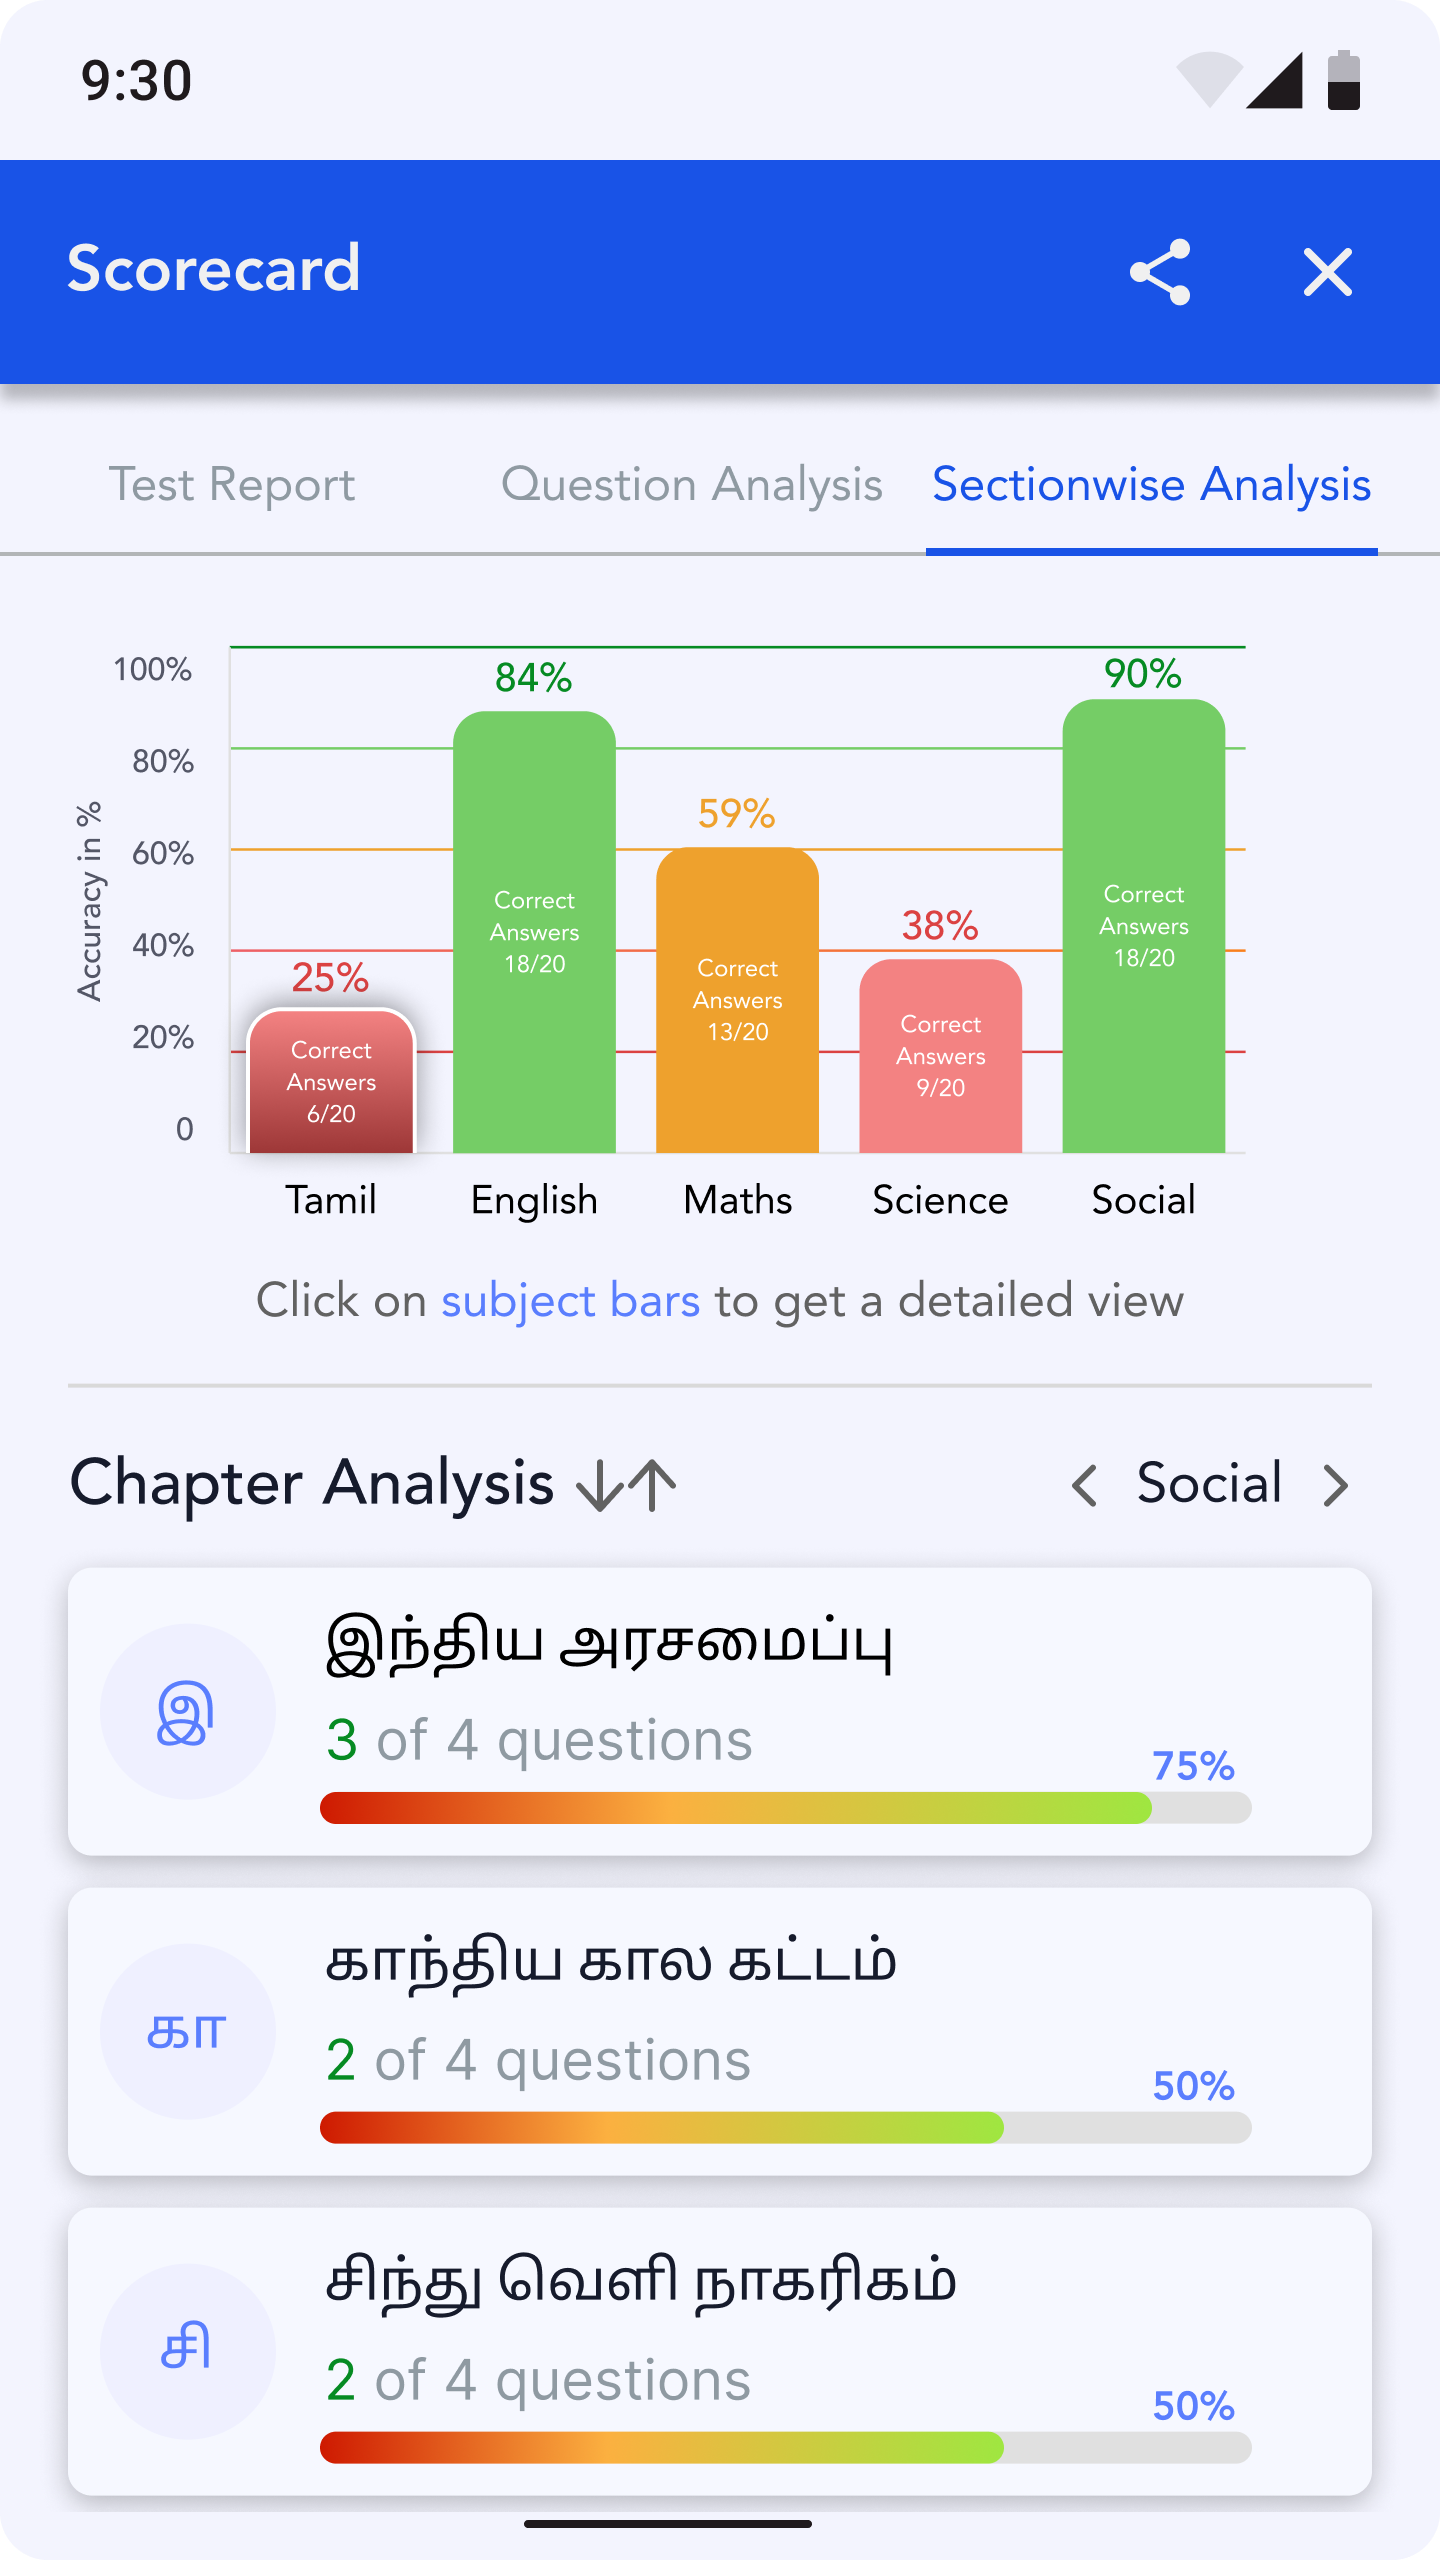 9:30
Scorecard
Test Report
Question Analysis
Sectionwise Analysis
Accuracy in %
100%
80%
60%
40%
20%
0
25%
84%
59%
38%
90%
Correct
Answers
6/20
Correct
Answers
18/20
Correct
Answers
13/20
Correct
Answers
9/20
Correct
Answers
18/20
Tamil
English
Maths
Science
Social
Click on subject bars to get a detailed view
Chapter Analysis
Social
இ
இந்திய அரசமைப்பு
3 of 4 questions
75%
கா
காந்திய கால கட்டம்
2 of 4 questions
50%
சி
சிந்து வெளி நாகரிகம்
2 of 4 questions
50%